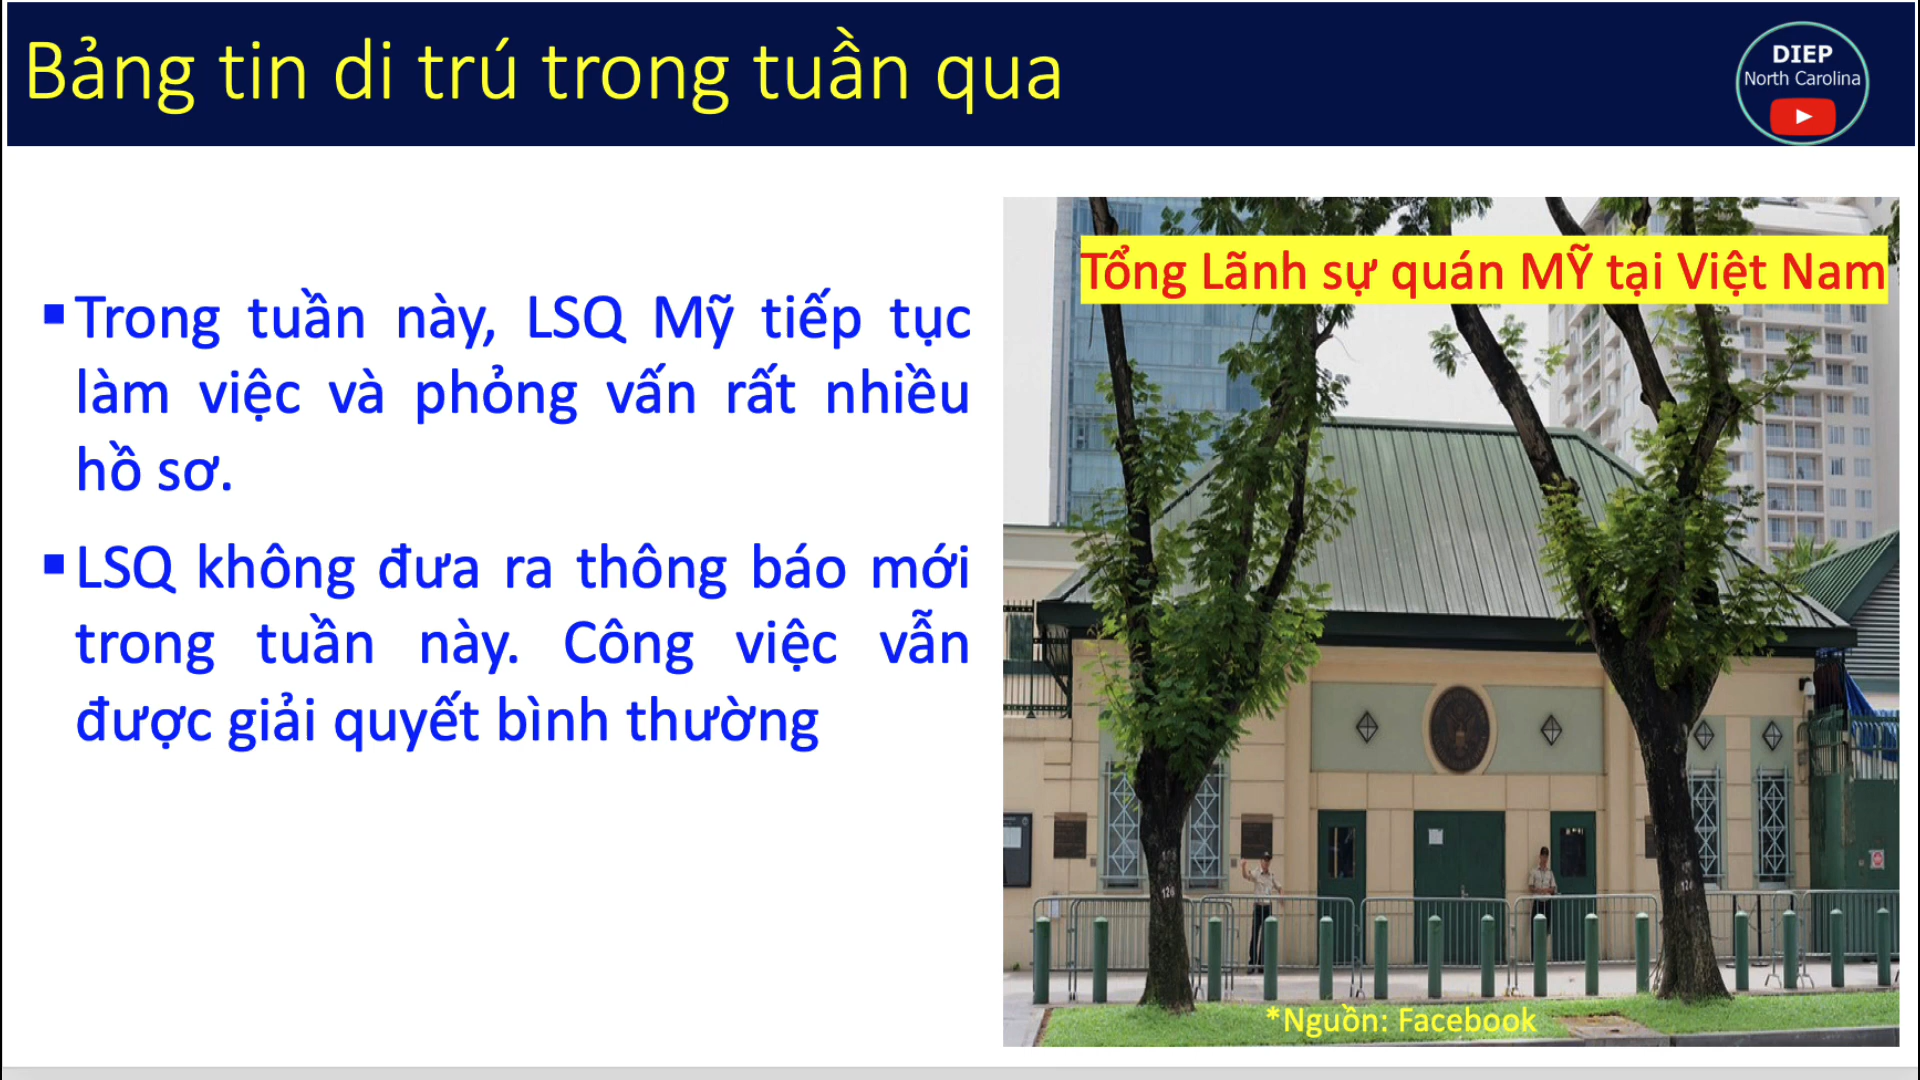 Bảng tin di trú trong tuần qua
DIEP
North Carolina
Tổng Lãnh sự quán MỸ tại Việt Nam
▪Trong tuần này, LSQ Mỹ tiếp tục
làm việc và phỏng vấn rất nhiều
hồ sơ.
▪LSQ không đưa ra thông báo mới
trong tuần này. Công việc vẫn
được giải quyết bình thường
*Nguồn: Facebook